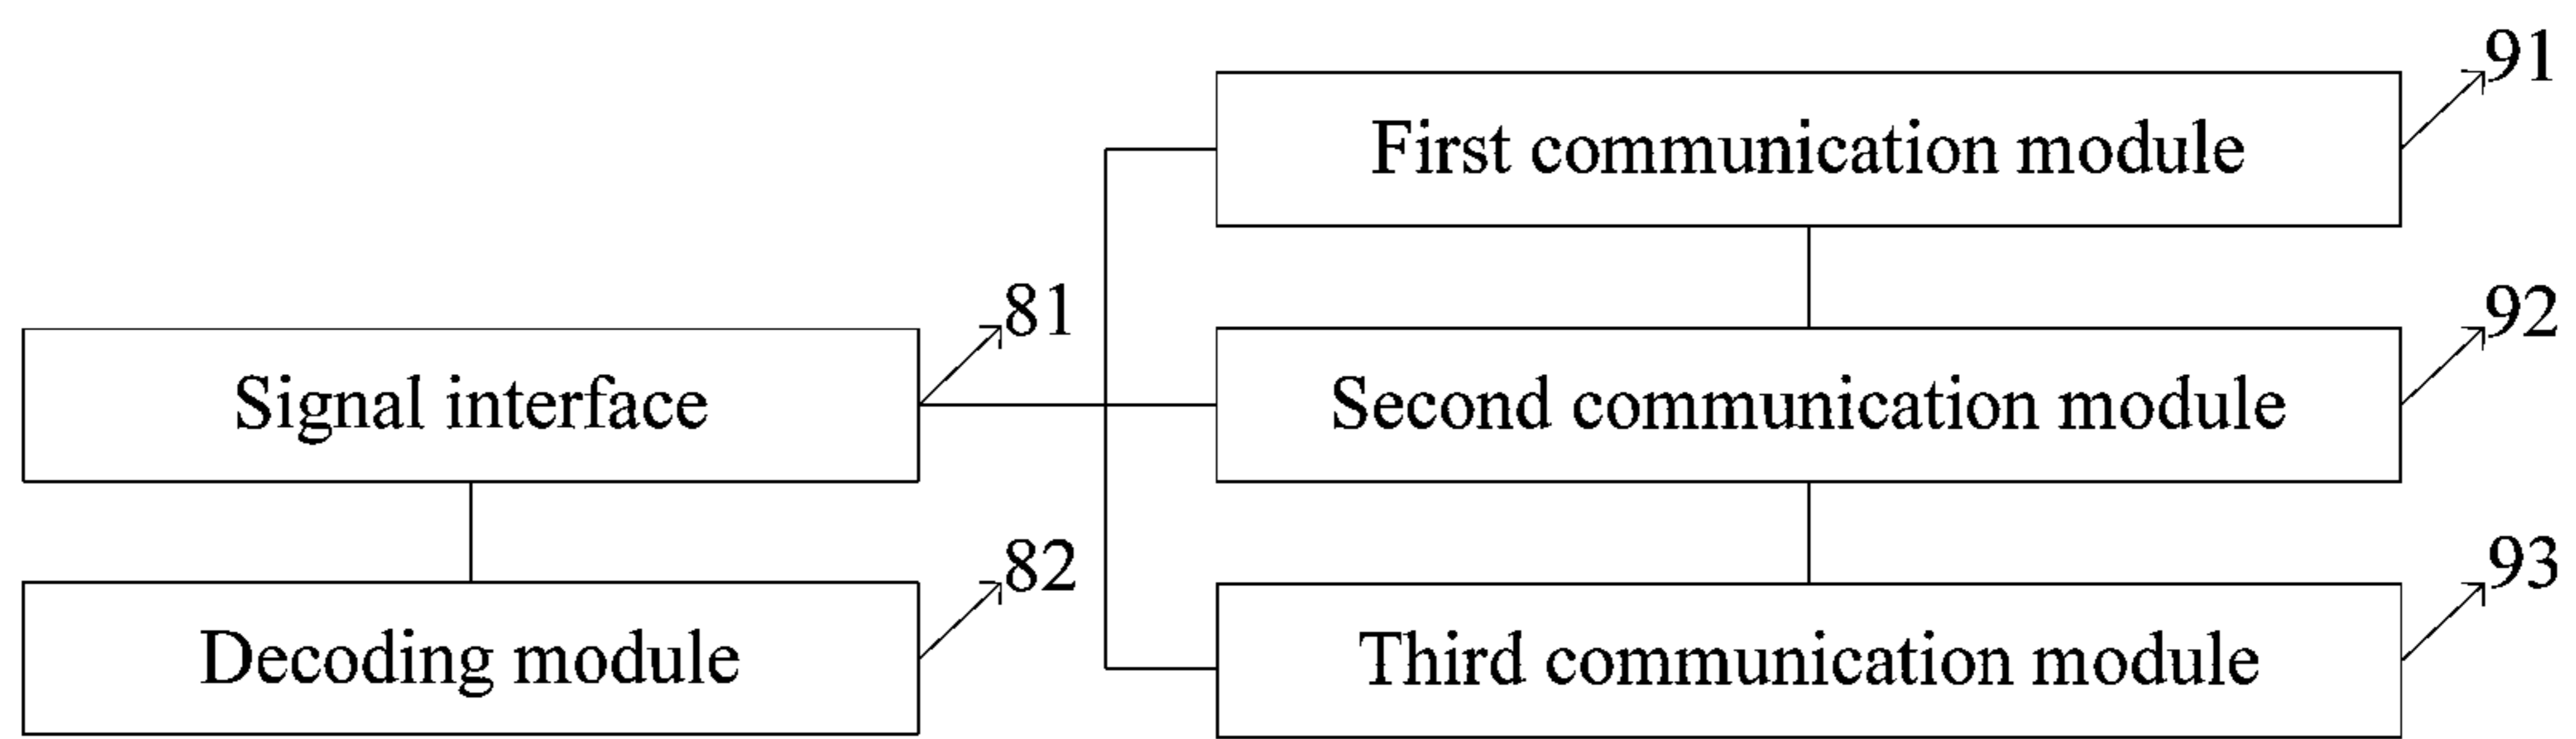 91
First communication module
81
92
Signal interface
Second communication module
82
93
Decoding module
Third communication module